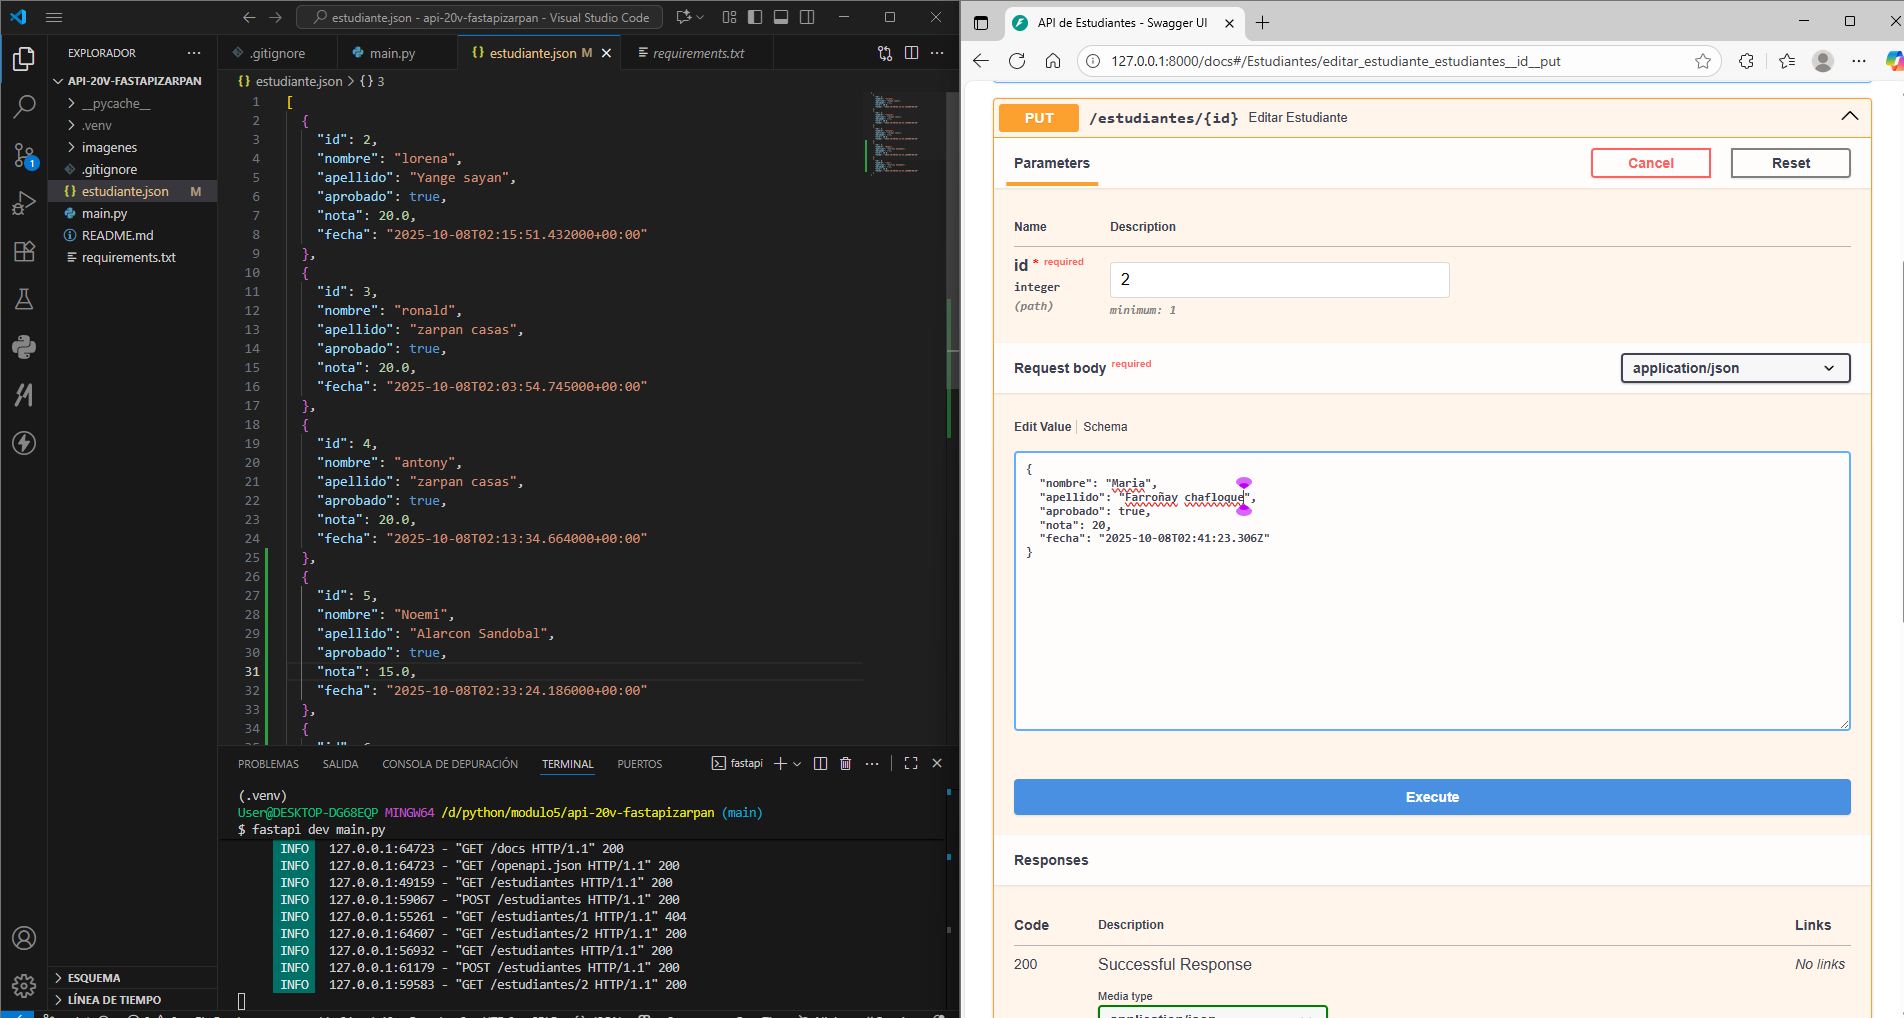 estudiante.json - api-20v-fastapizarpan - Visual Studio Code
EXPLORADOR
API-20V-FASTAPIZARPAN
__pycache__
.venv
imagenes
.gitignore
estudiante.json M
main.py
README.md
requirements.txt
ESQUEMA
LÍNEA DE TIEMPO
1
.gitignore
main.py
estudiante.json M
requirements.txt
estudiante.json > {} 3
1 [
2 {
3 "id": 2,
4 "nombre": "lorena",
5 "apellido": "Yange sayan",
6 "aprobado": true,
7 "nota": 20.0,
8 "fecha": "2025-10-08T02:15:51.432000+00:00"
9 },
10 {
11 "id": 3,
12 "nombre": "ronald",
13 "apellido": "zarpan casas",
14 "aprobado": true,
15 "nota": 20.0,
16 "fecha": "2025-10-08T02:03:54.745000+00:00"
17 },
18 {
19 "id": 4,
20 "nombre": "antony",
21 "apellido": "zarpan casas",
22 "aprobado": true,
23 "nota": 20.0,
24 "fecha": "2025-10-08T02:13:34.664000+00:00"
25 },
26 {
27 "id": 5,
28 "nombre": "Noemi",
29 "apellido": "Alarcon Sandobal",
30 "aprobado": true,
31 "nota": 15.0,
32 "fecha": "2025-10-08T02:33:24.186000+00:00"
33 },
34 {
PROBLEMAS SALIDA CONSOLA DE DEPURACIÓN TERMINAL PUERTOS fastapi
(.venv)
User@DESKTOP-DG68EQP MINGW64 /d/python/modulo5/api-20v-fastapizarpan (main)
$ fastapi dev main.py
INFO 127.0.0.1:64723 - "GET /docs HTTP/1.1" 200
INFO 127.0.0.1:64723 - "GET /openapi.json HTTP/1.1" 200
INFO 127.0.0.1:49159 - "GET /estudiantes HTTP/1.1" 200
INFO 127.0.0.1:59067 - "POST /estudiantes HTTP/1.1" 200
INFO 127.0.0.1:55261 - "GET /estudiantes/1 HTTP/1.1" 404
INFO 127.0.0.1:64607 - "GET /estudiantes/2 HTTP/1.1" 200
INFO 127.0.0.1:56932 - "GET /estudiantes HTTP/1.1" 200
INFO 127.0.0.1:61179 - "POST /estudiantes HTTP/1.1" 200
INFO 127.0.0.1:59583 - "GET /estudiantes/2 HTTP/1.1" 200
API de Estudiantes - Swagger UI
127.0.0.1:8000/docs#/Estudiantes/editar_estudiante_estudiantes__id__put
PUT /estudiantes/{id} Editar Estudiante
Parameters
Cancel
Reset
Name Description
id * required
integer
(path)
2
minimum: 1
Request body required
application/json
Edit Value Schema
{
"nombre": "Maria",
"apellido": "Farroñay chafloque",
"aprobado": true,
"nota": 20,
"fecha": "2025-10-08T02:41:23.306Z"
}
Execute
Responses
Code Description Links
200 Successful Response No links
Media type